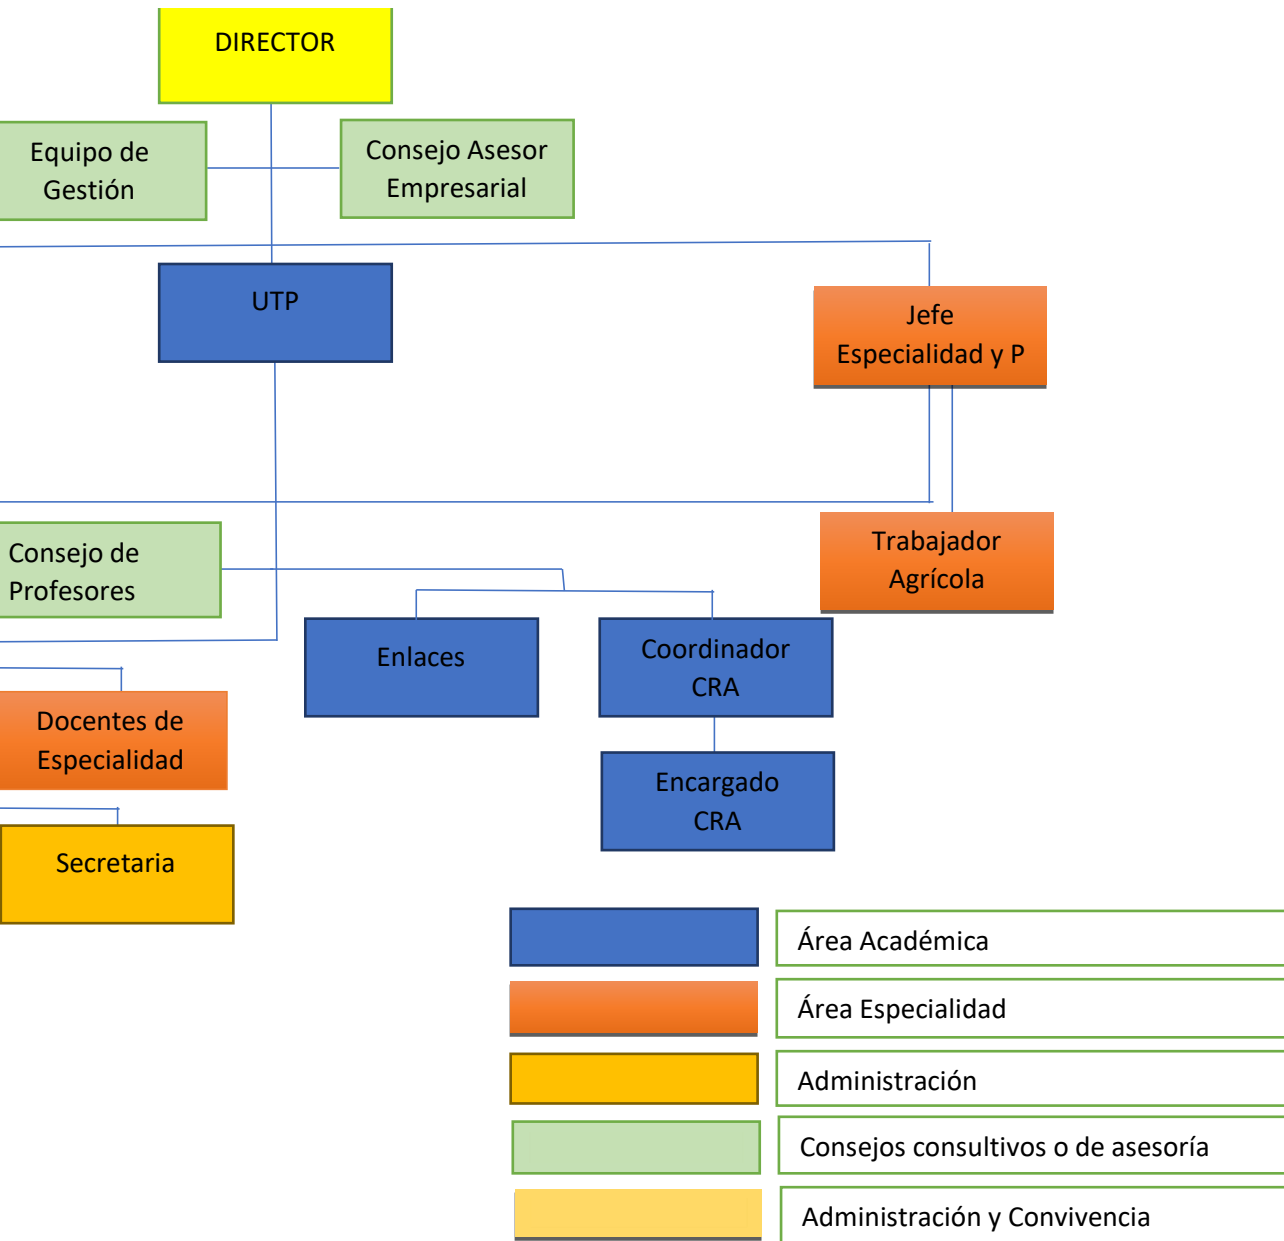 DIRECTOR
Equipo de
Gestión
Consejo Asesor
Empresarial
UTP
Jefe
Especialidad y P
Consejo de
Profesores
Trabajador
Agrícola
Enlaces
Coordinador
CRA
Docentes de
Especialidad
Encargado
CRA
Secretaria
Área Académica
Área Especialidad
Administración
Consejos consultivos o de asesoría
Administración y Convivencia